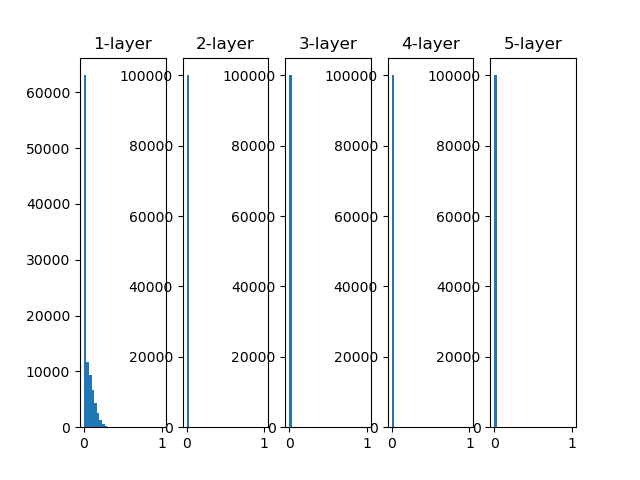 1-layer 2-layer 3-layer 4-layer 5-layer
100000 100000 100000 100000
60000
50000
80000 80000 80000 80000
40000
60000 60000 60000 60000
30000
40000 40000 40000 40000
20000
20000 20000 20000 20000
10000
0 0 0 0 0
0 1 0 1 0 1 0 1 0 1